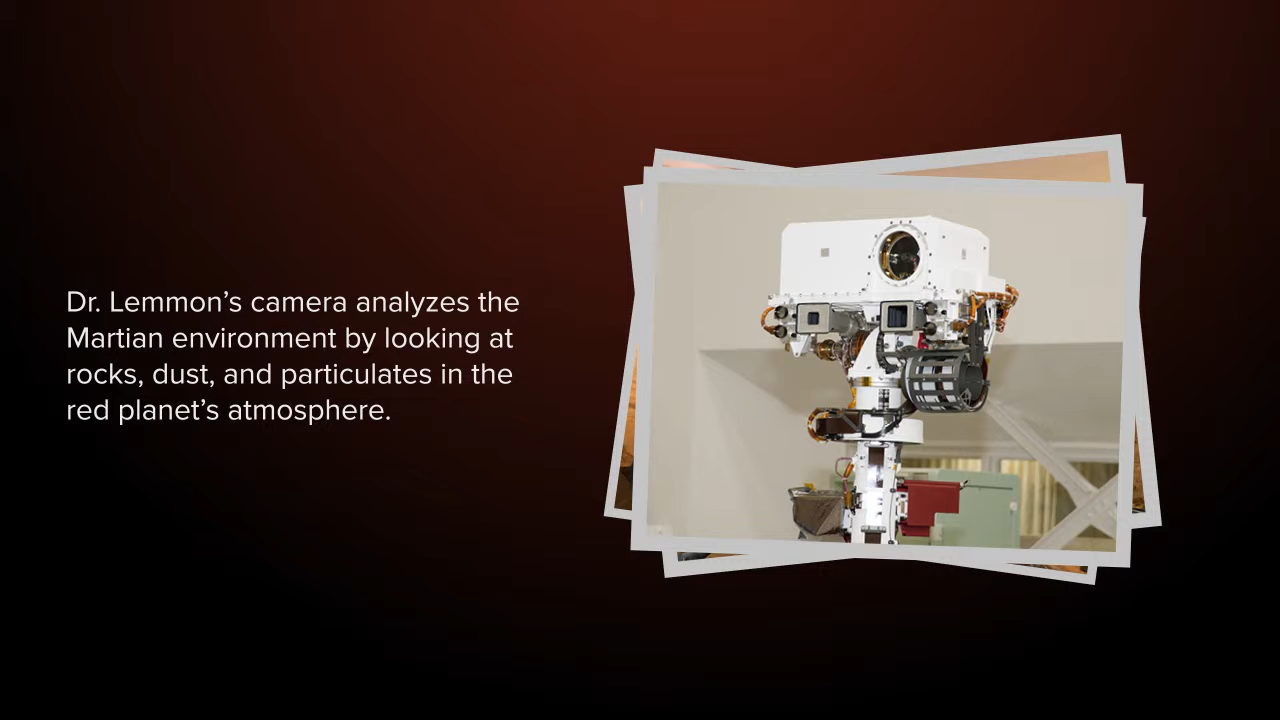 Dr. Lemmon’s camera analyzes the
Martian environment by looking at
rocks, dust, and particulates in the
red planet’s atmosphere.